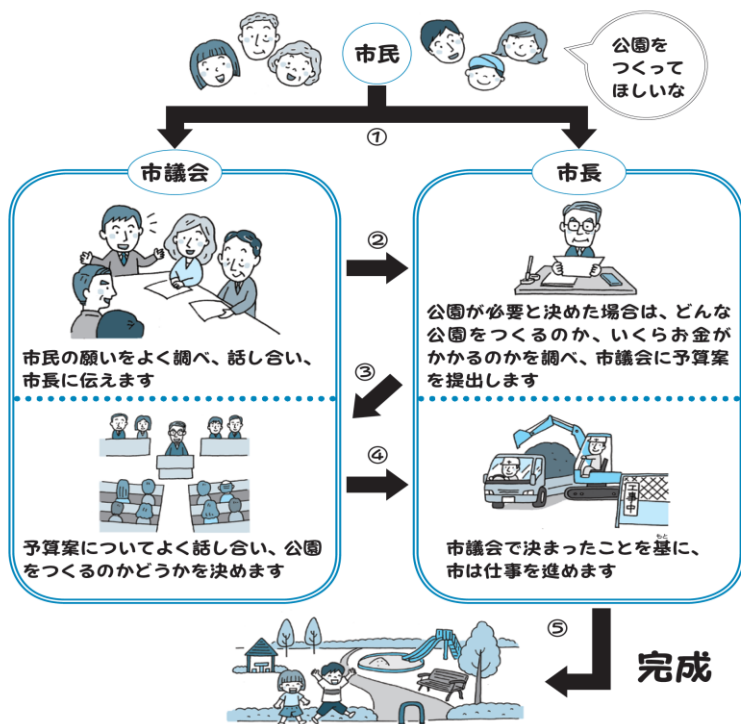 市民
公園を
つくって
ほしいな
①
市議会
市長
②
市民の願いをよく調べ、話し合い、
市長に伝えます
公園が必要と決めた場合は、どんな
公園をつくるのか、いくらお金が
かかるのかを調べ、市議会に予算案
を提出します
③
④
予算案についてよく話し合い、公園
をつくるのかどうかを決めます
工事中
もと
市議会で決まったことを基に、
市は仕事を進めます
⑤
完成